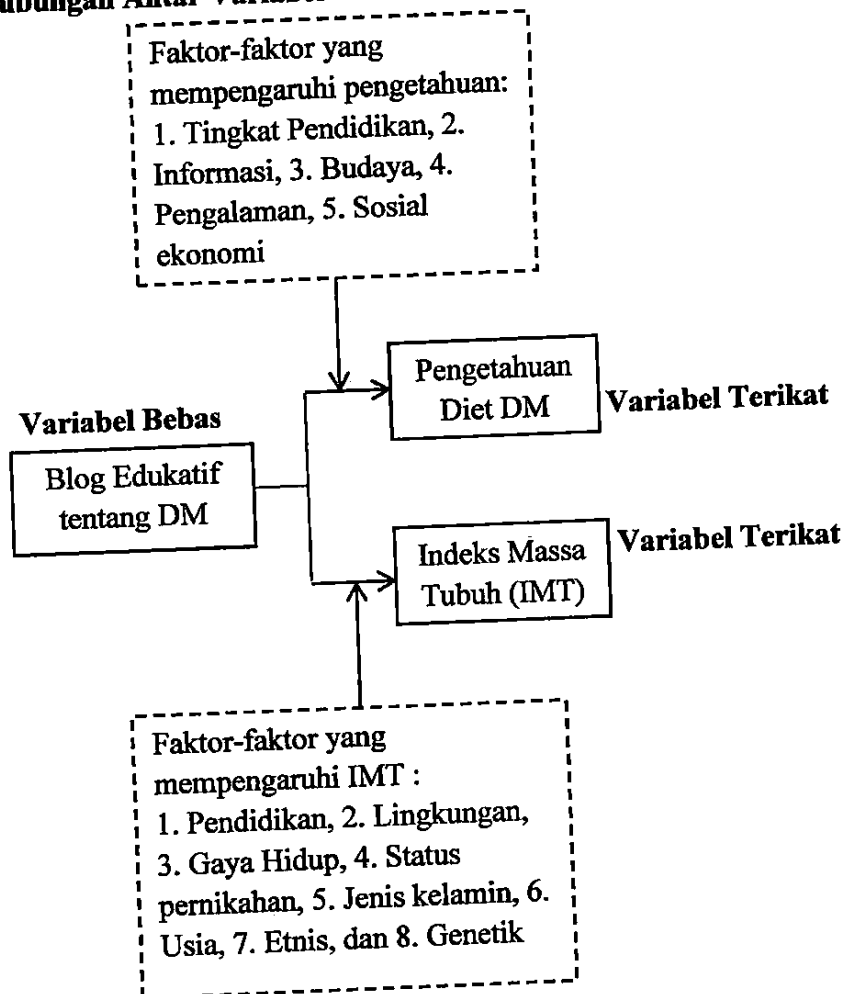 Faktor-faktor yang
mempengaruhi pengetahuan:
1. Tingkat Pendidikan, 2.
Informasi, 3. Budaya, 4.
Pengalaman, 5. Sosial
ekonomi
Pengetahuan
Diet DM
Variabel Terikat
Variabel Bebas
Blog Edukatif
tentang DM
Indeks Massa
Tubuh (IMT)
Variabel Terikat
Faktor-faktor yang
mempengaruhi IMT :
1. Pendidikan, 2. Lingkungan,
3. Gaya Hidup, 4. Status
pernikahan, 5. Jenis kelamin, 6.
Usia, 7. Etnis, dan 8. Genetik